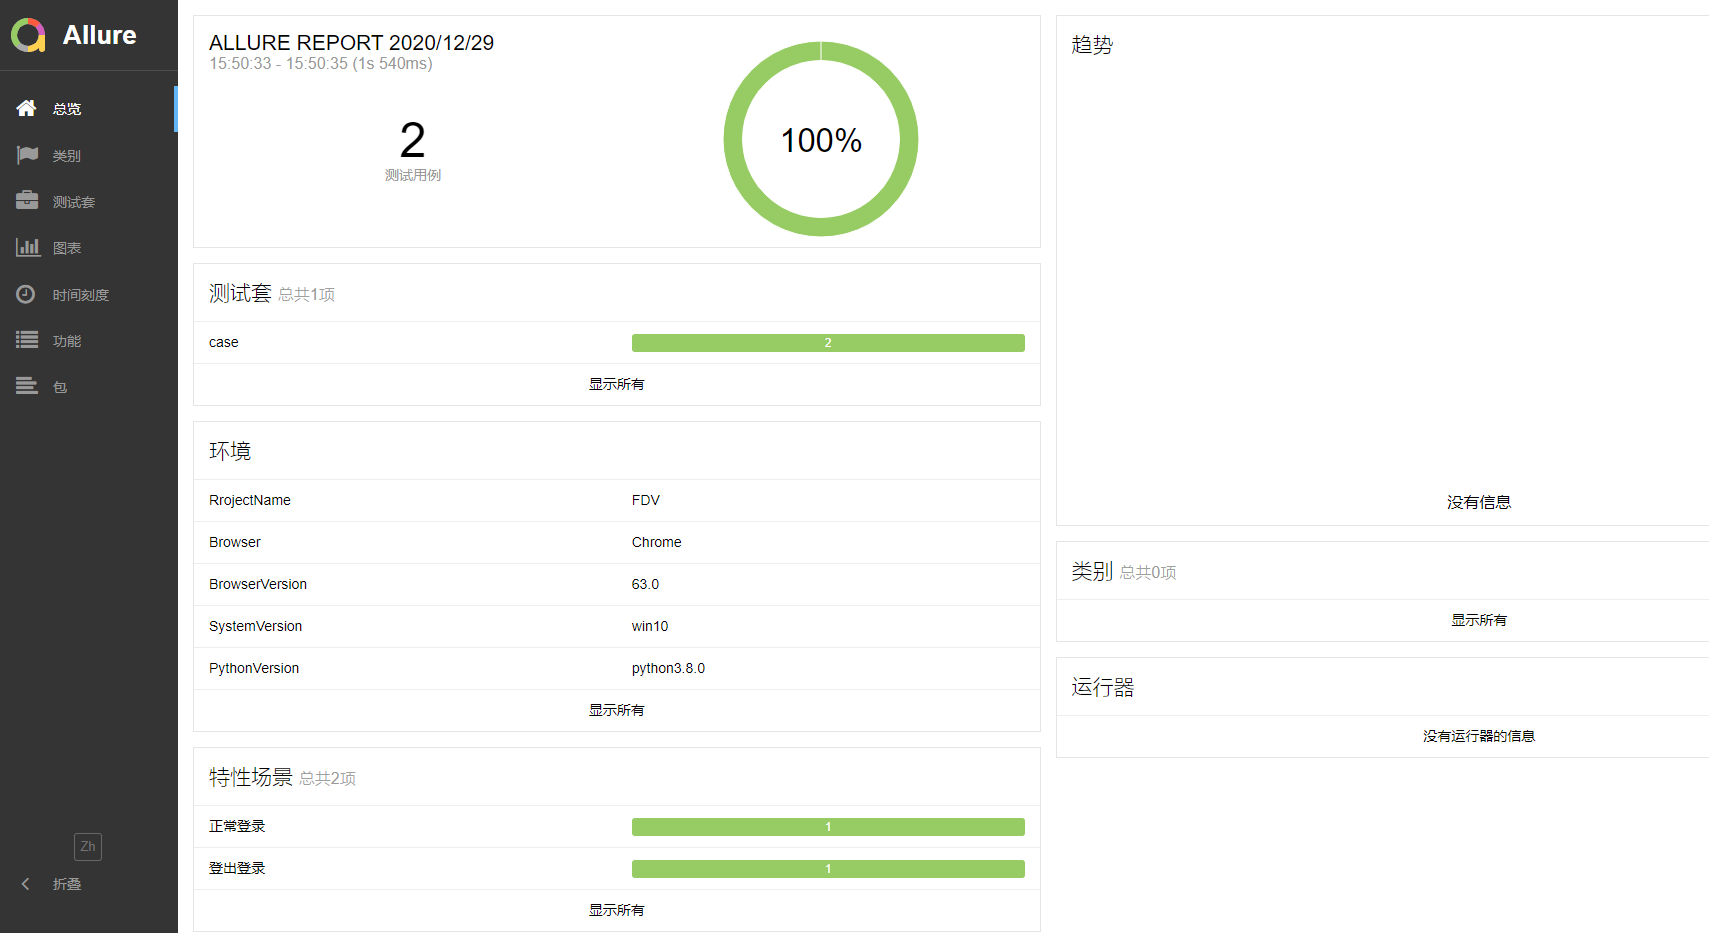 Allure
总览
类别
测试套
图表
时间刻度
功能
包
Zh
折叠
ALLURE REPORT 2020/12/29
15:50:33 - 15:50:35 (1s 540ms)
2
测试用例
100%
测试套 总共1项
case 2
显示所有
环境
RrojectName FDV
Browser Chrome
BrowserVersion 63.0
SystemVersion win10
PythonVersion python3.8.0
显示所有
特性场景 总共2项
正常登录 1
登出登录 1
显示所有
趋势
没有信息
类别 总共0项
显示所有
运行器
没有运行器的信息